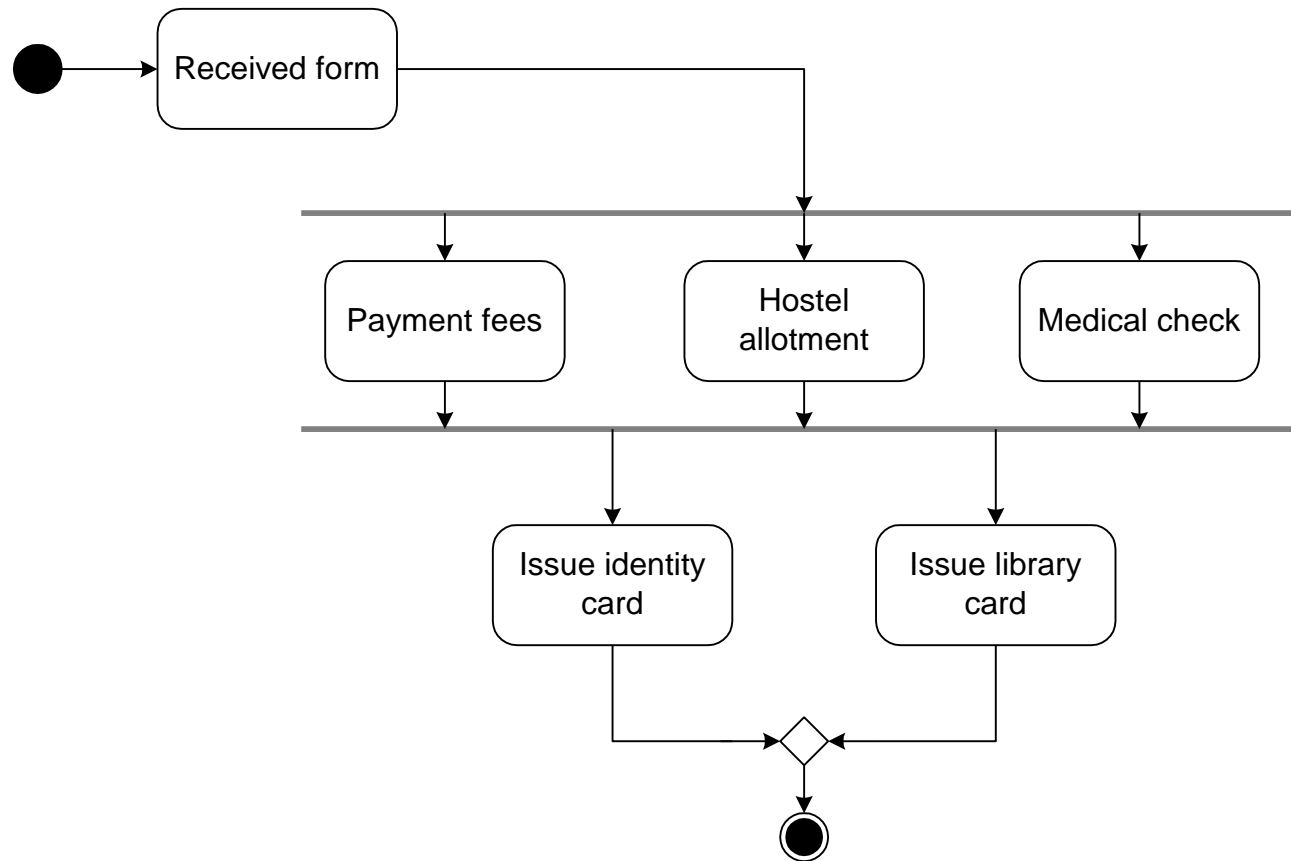 Received form
Payment fees
Hostel
allotment
Medical check
Issue identity
card
Issue library
card